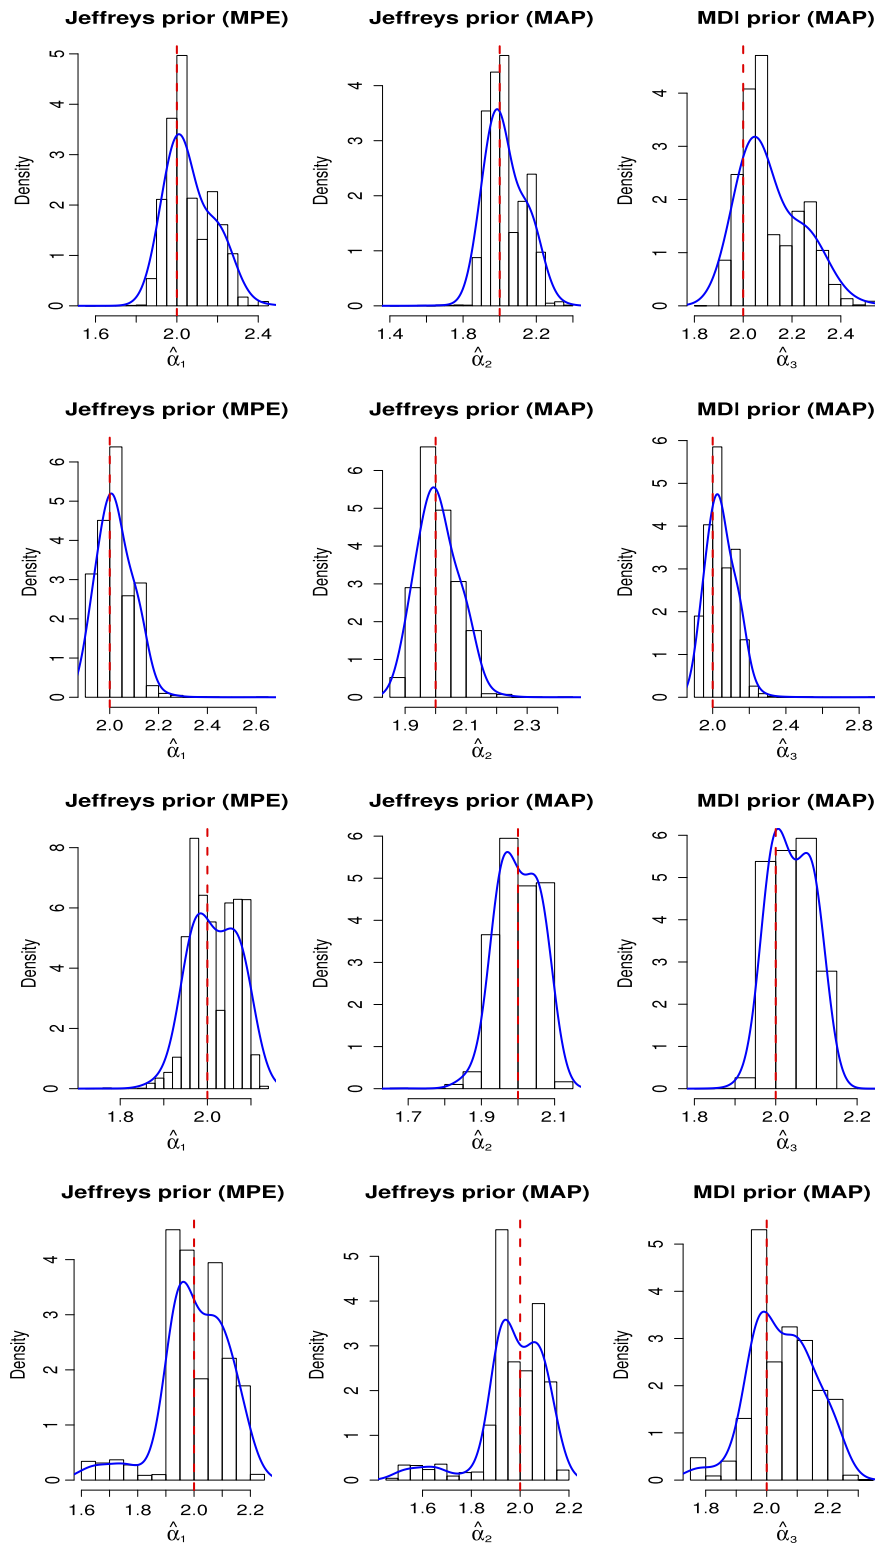 Jeffreys prior (MPE) Jeffreys prior (MAP) MDI prior (MAP)
Density
0 1 2 3 4 5
1.6 2.0 2.4
α̂₁
Density
0 1 2 3 4
1.4 1.8 2.2
α̂₂
Density
0 1 2 3 4
1.8 2.0 2.2 2.4
α̂₃
Jeffreys prior (MPE) Jeffreys prior (MAP) MDI prior (MAP)
Density
0 1 2 3 4 5 6
2.0 2.2 2.4 2.6
α̂₁
Density
0 1 2 3 4 5 6
1.9 2.1 2.3
α̂₂
Density
0 1 2 3 4 5 6
2.0 2.4 2.8
α̂₃
Jeffreys prior (MPE) Jeffreys prior (MAP) MDI prior (MAP)
Density
0 2 4 6 8
1.8 2.0
α̂₁
Density
0 1 2 3 4 5 6
1.7 1.9 2.1
α̂₂
Density
0 1 2 3 4 5 6
1.8 2.0 2.2
α̂₃
Jeffreys prior (MPE) Jeffreys prior (MAP) MDI prior (MAP)
Density
0 1 2 3 4
1.6 1.8 2.0 2.2
α̂₁
Density
0 1 2 3 4 5
1.6 2.0 2.2
α̂₂
Density
0 1 2 3 4 5
1.8 2.0 2.2
α̂₃